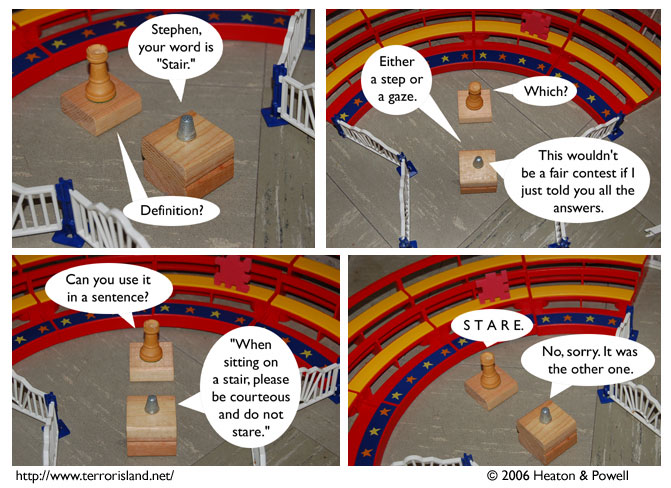 Stephen,
your word is
"Stair."
Definition?
Either
a step or
a gaze.
Which?
This wouldn't
be a fair contest if I
just told you all the
answers.
Can you use it
in a sentence?
"When
sitting on
a stair, please
be courteous
and do not
stare."
S T A R E.
No, sorry. It was
the other one.
http://www.terrorisland.net/
© 2006 Heaton & Powell